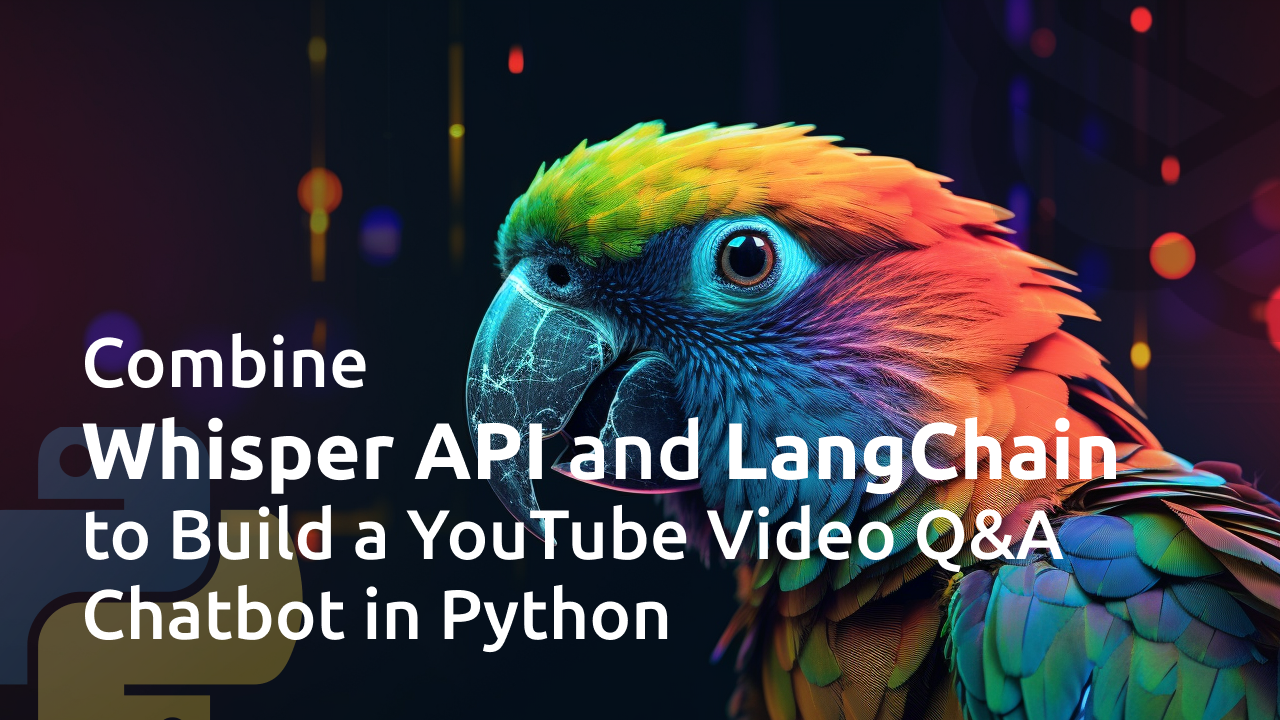 Combine
Whisper API and LangChain
to Build a YouTube Video Q&A
Chatbot in Python